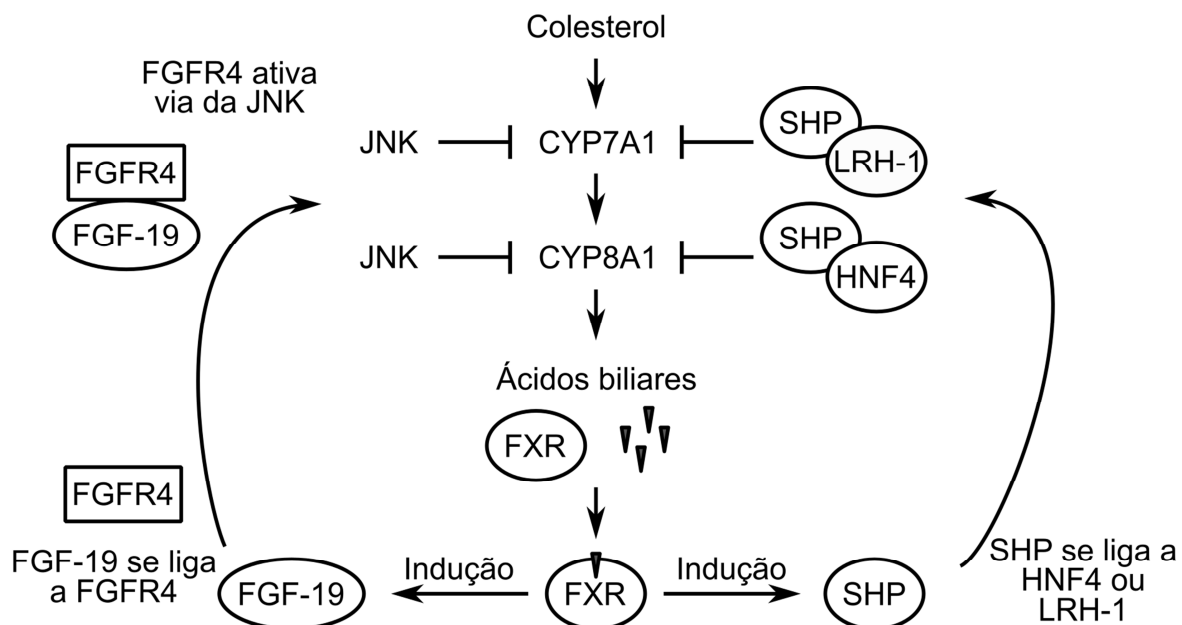 Colesterol
FGFR4 ativa
via da JNK
JNK
CYP7A1
SHP
LRH-1
FGFR4
FGF-19
JNK
CYP8A1
SHP
HNF4
Ácidos biliares
FXR
FGFR4
FGF-19 se liga
a FGFR4
FGF-19
Indução
FXR
Indução
SHP
SHP se liga a
HNF4 ou
LRH-1